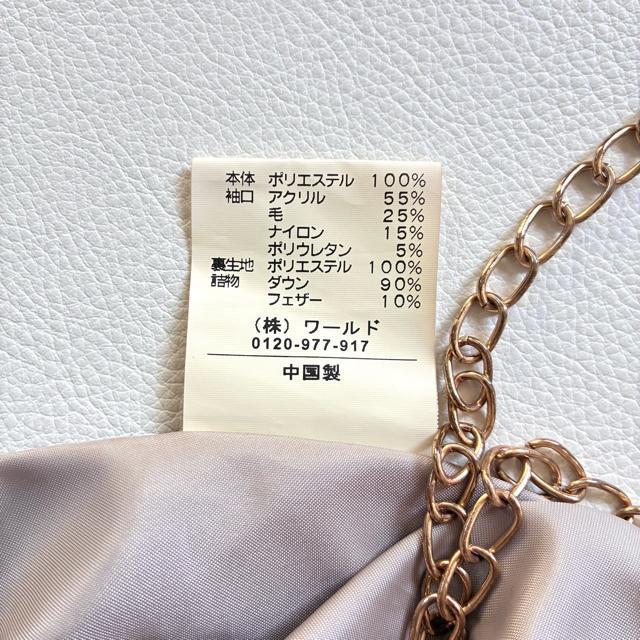 本体 ポリエステル 100%
袖口 アクリル 55%
毛 25%
ナイロン 15%
ポリウレタン 5%
裏生地 ポリエステル 100%
詰物 ダウン 90%
フェザー 10%
(株) ワールド
0120-977-917
中国製